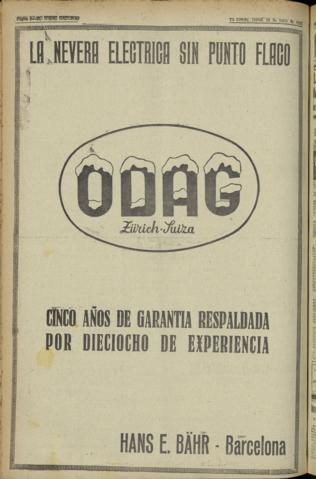 LA NEVERA ELECTRICA SIN PUNTO FLACO
ODAG
Zürich-Suiza
CINCO AÑOS DE GARANTIA RESPALDADA
POR DIECIOCHO DE EXPERIENCIA
HANS E. BÄHR - Barcelona